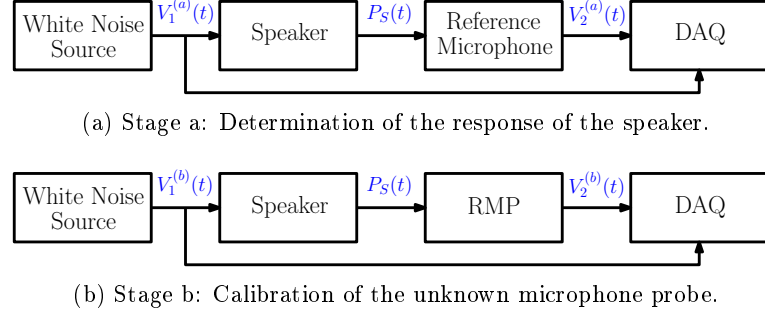 White Noise Source
V_1^{(a)}(t)
Speaker
P_S(t)
Reference Microphone
V_2^{(a)}(t)
DAQ
(a) Stage a: Determination of the response of the speaker.
White Noise Source
V_1^{(b)}(t)
Speaker
P_S(t)
RMP
V_2^{(b)}(t)
DAQ
(b) Stage b: Calibration of the unknown microphone probe.